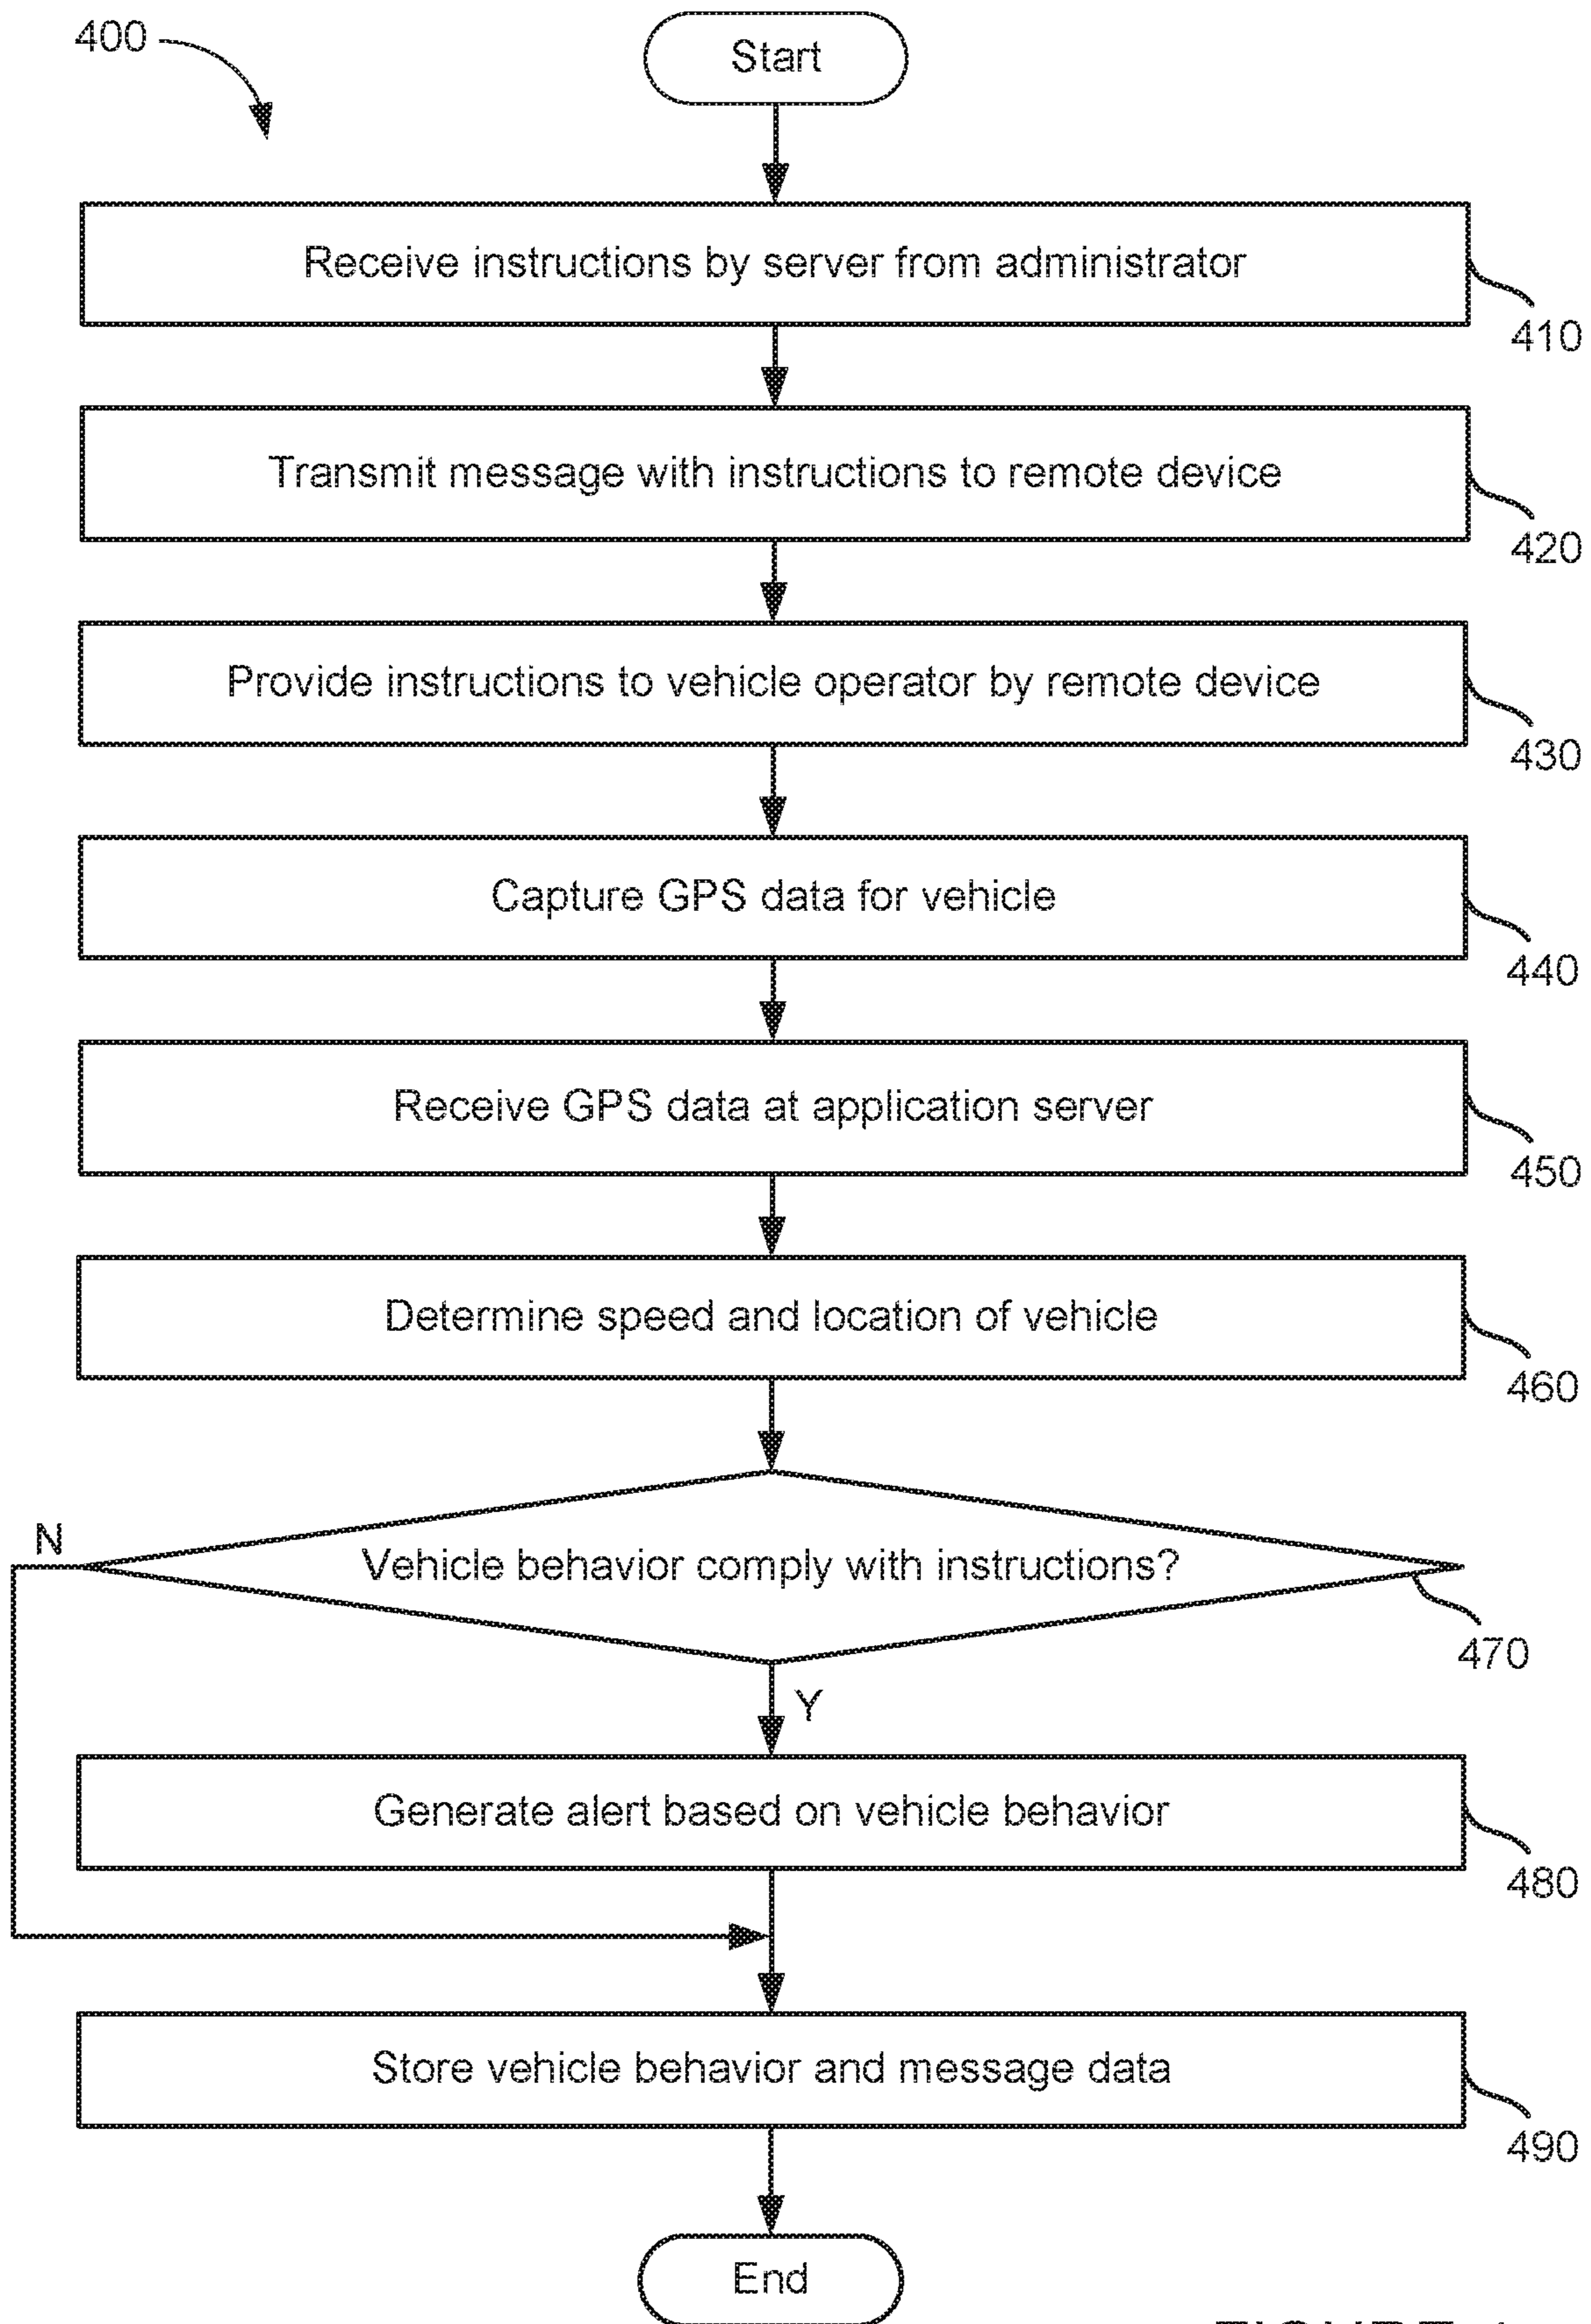 400
Start
Receive instructions by server from administrator
410
Transmit message with instructions to remote device
420
Provide instructions to vehicle operator by remote device
430
Capture GPS data for vehicle
440
Receive GPS data at application server
450
Determine speed and location of vehicle
460
N
Vehicle behavior comply with instructions?
470
Y
Generate alert based on vehicle behavior
480
Store vehicle behavior and message data
490
End